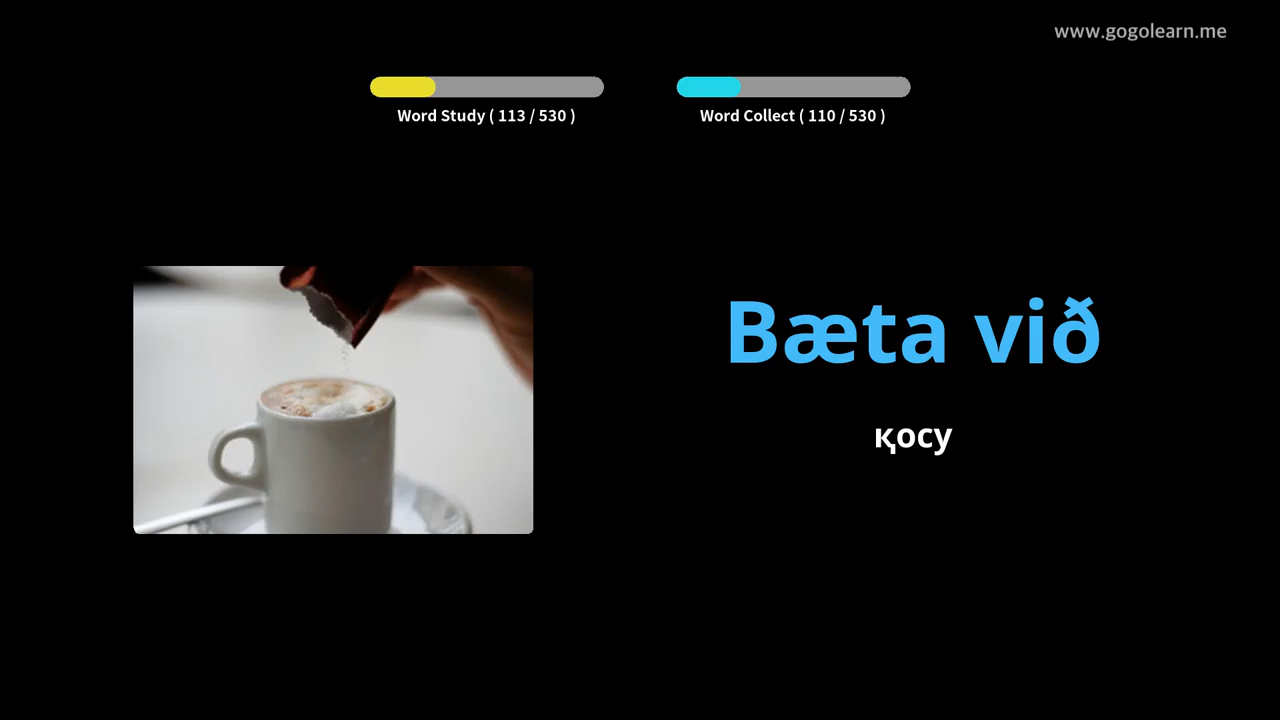 www.gogolearn.me
Word Study ( 113 / 530 )
Word Collect ( 110 / 530 )
Bæta við
қосу